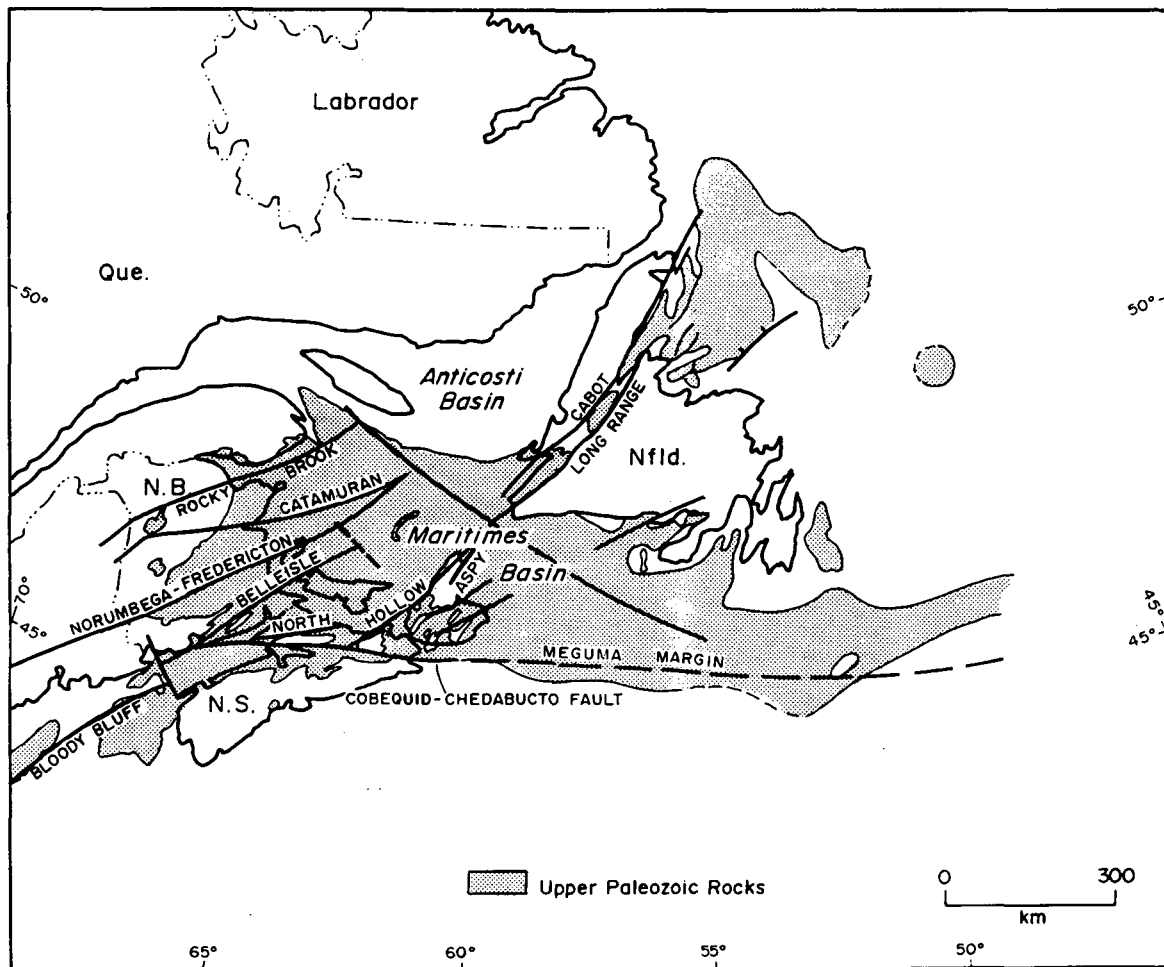 Labrador
Que.
50°
50°
Anticosti
Basin
CABOT
LONG RANGE
Nfld.
N.B
ROCKY BROOK
CATAMURAN
Maritimes
Basin
NORUMBEGA-FREDERICTON
BELLEISLE
HOLLOW
ASPY
NORTH
70°
45°
45°
45°
MEGUMA MARGIN
COBEQUID-CHEDABUCTO FAULT
N.S.
BLOODY BLUFF
Upper Paleozoic Rocks
0 300
km
65°
60°
55°
50°